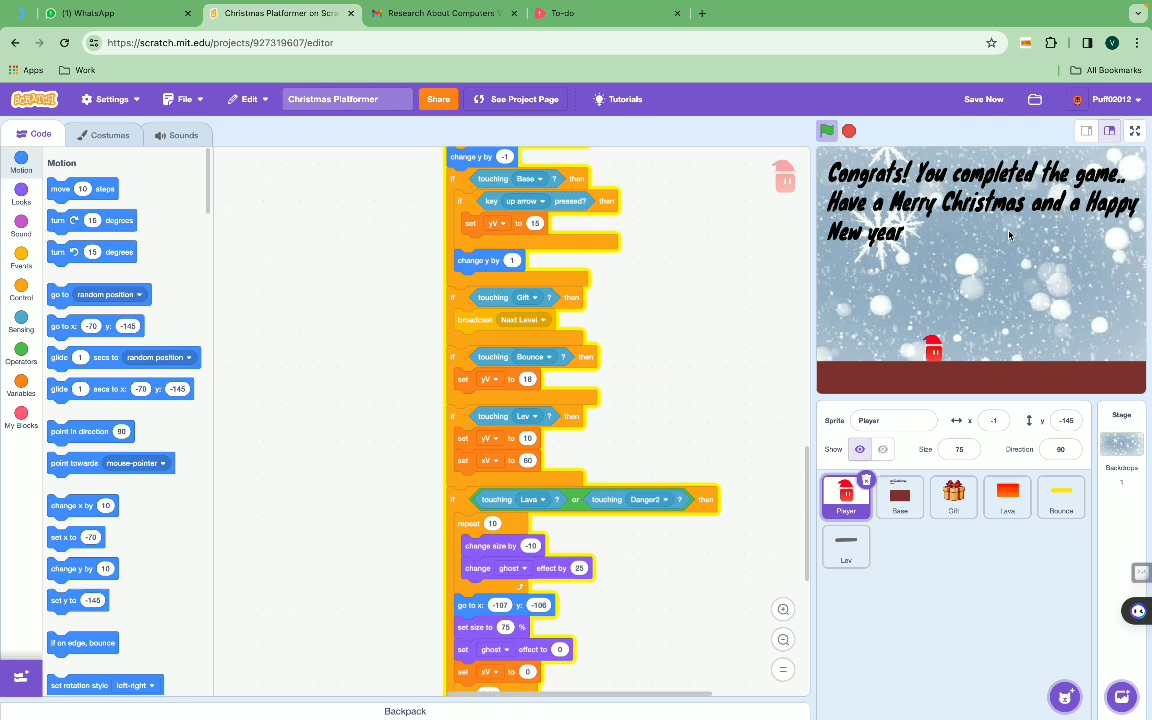 (1) WhatsApp
Christmas Platformer on Scra
Research About Computers V
To-do
https://scratch.mit.edu/projects/927319607/editor
Apps
Work
All Bookmarks
V
SCRATCH
Settings
File
Edit
Christmas Platformer
Share
See Project Page
Tutorials
Save Now
Puff02012
Code
Costumes
Sounds
Motion
Looks
Sound
Events
Control
Sensing
Operators
Variables
My Blocks
Motion
move 10 steps
turn 15 degrees
turn 15 degrees
go to random position
go to x: -70 y: -145
glide 1 secs to random position
glide 1 secs to x: -70 y: -145
point in direction 90
point towards mouse-pointer
change x by 10
set x to -70
change y by 10
set y to -145
if on edge, bounce
set rotation style left-right
change y by -1
if touching Base ? then
if key up arrow pressed? then
set yV to 15
change y by 1
if touching Gift ? then
broadcast Next Level
if touching Bounce ? then
set yV to 18
if touching Lev ? then
set yV to 10
set xV to 60
if touching Lava ? or touching Danger2 ? then
repeat 10
change size by -10
change ghost effect by 25
go to x: -107 y: -106
set size to 75 %
set ghost effect to 0
set xV to 0
Congrats! You completed the game..
Have a Merry Christmas and a Happy
New year
Sprite Player x -1 y -145
Show Size 75 Direction 90
Stage
Backdrops
1
Player
Base
Gift
Lava
Bounce
Lev
Backpack